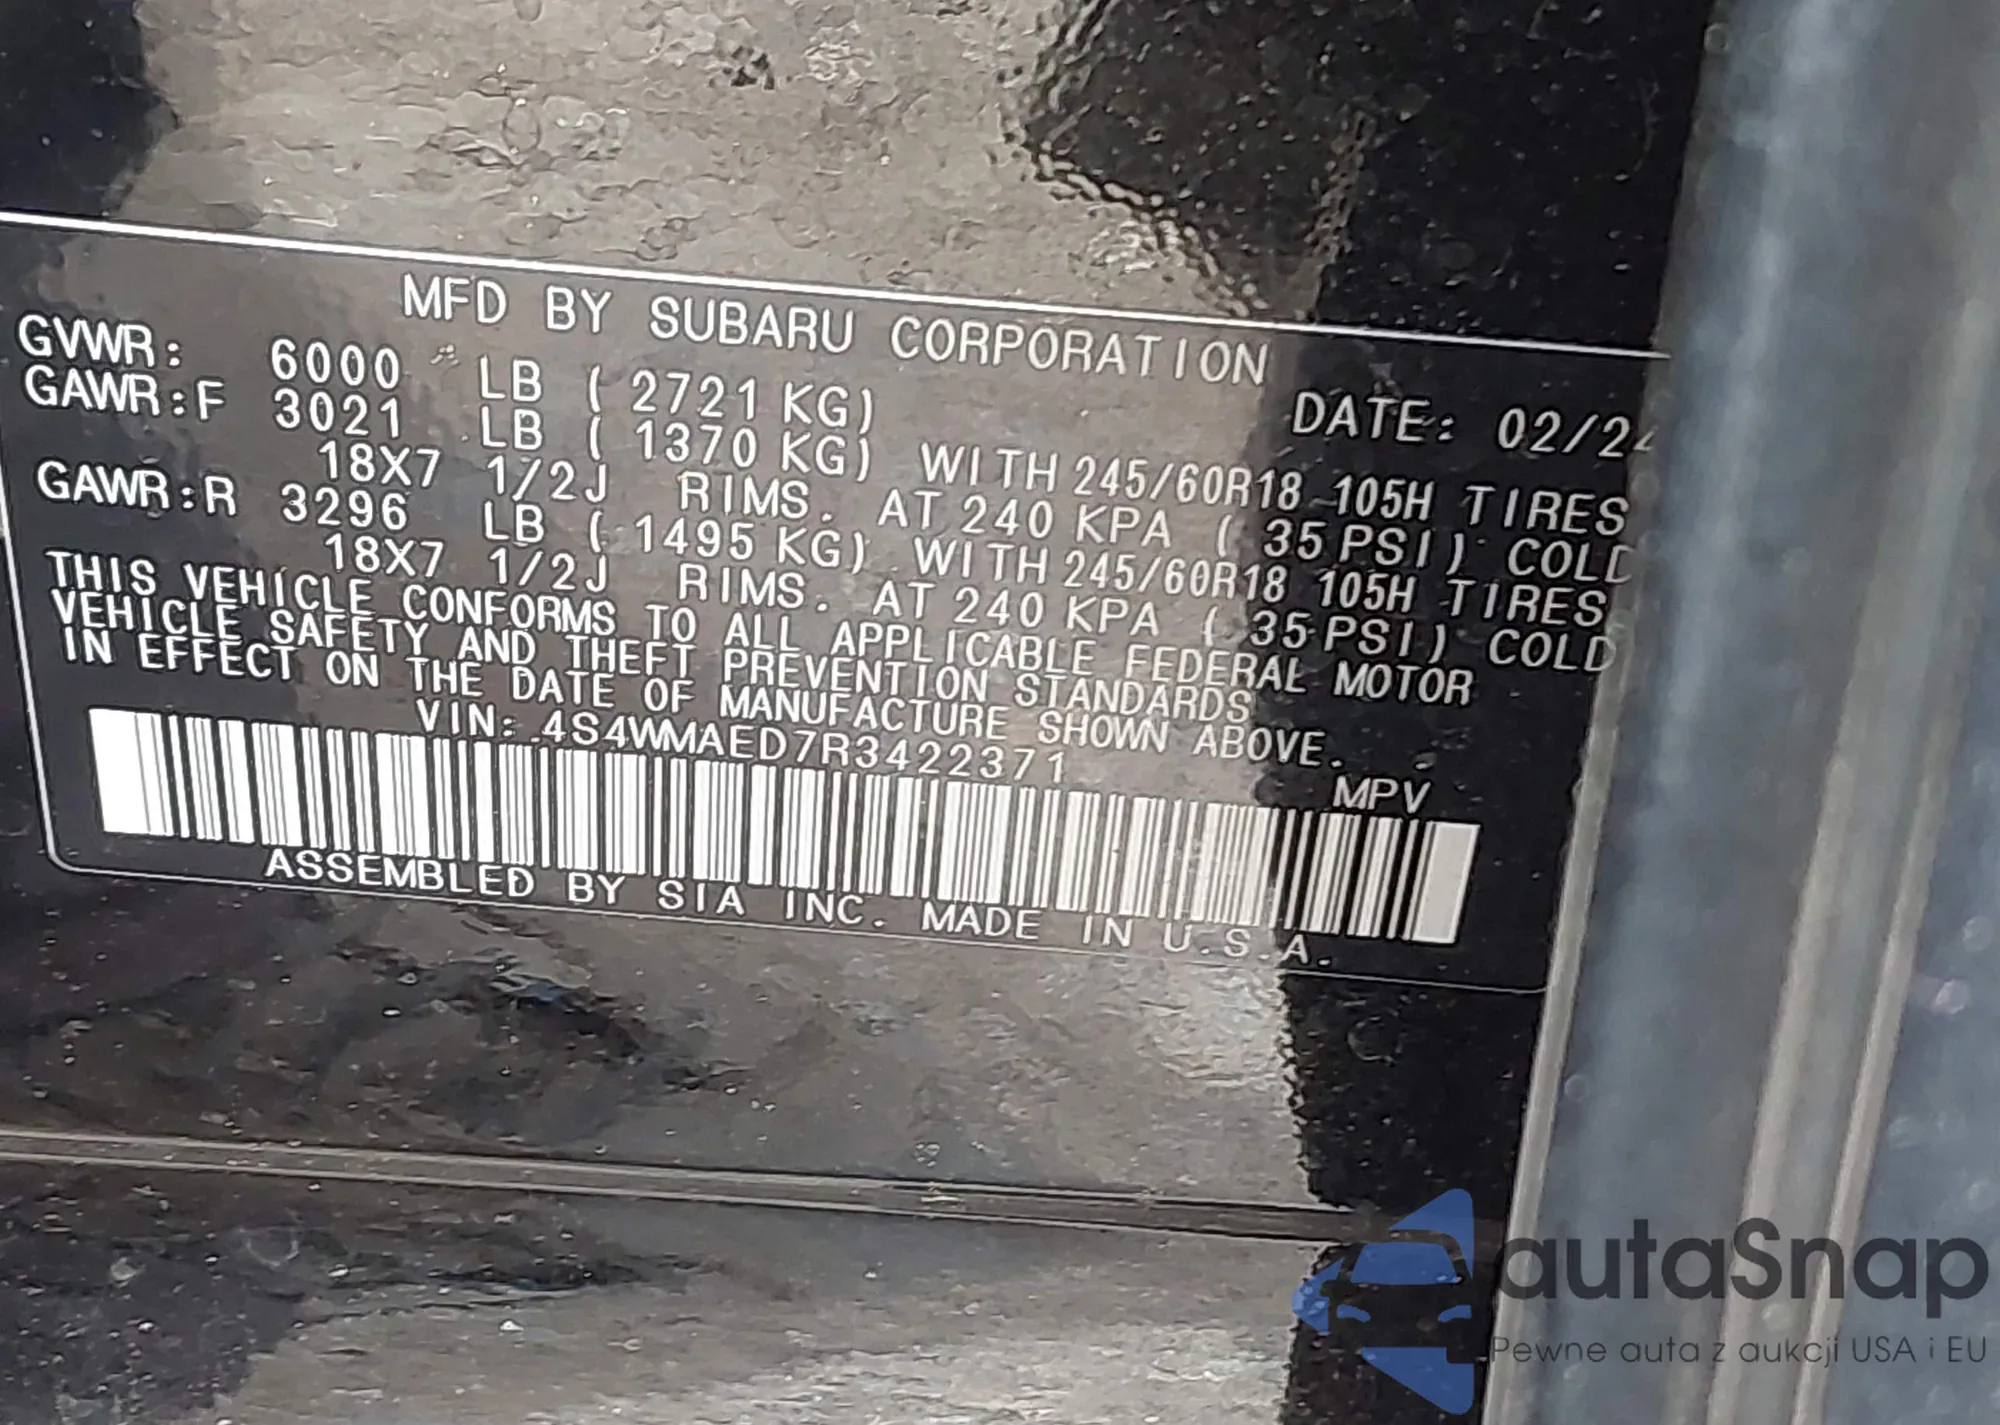 MFD BY SUBARU CORPORATION
GVWR: 6000 LB ( 2721 KG) DATE: 02/24
GAWR:F 3021 LB ( 1370 KG) WITH 245/60R18 105H TIRES
18X7 1/2J RIMS. AT 240 KPA ( 35 PSI) COLD
GAWR:R 3296 LB ( 1495 KG) WITH 245/60R18 105H TIRES
18X7 1/2J RIMS. AT 240 KPA ( 35 PSI) COLD
THIS VEHICLE CONFORMS TO ALL APPLICABLE FEDERAL MOTOR
VEHICLE SAFETY AND THEFT PREVENTION STANDARDS
IN EFFECT ON THE DATE OF MANUFACTURE SHOWN ABOVE.
VIN: 4S4WMAED7R3422371 MPV
ASSEMBLED BY SIA INC. MADE IN U.S.A.
autaSnap
Pewne auta z aukcji USA i EU